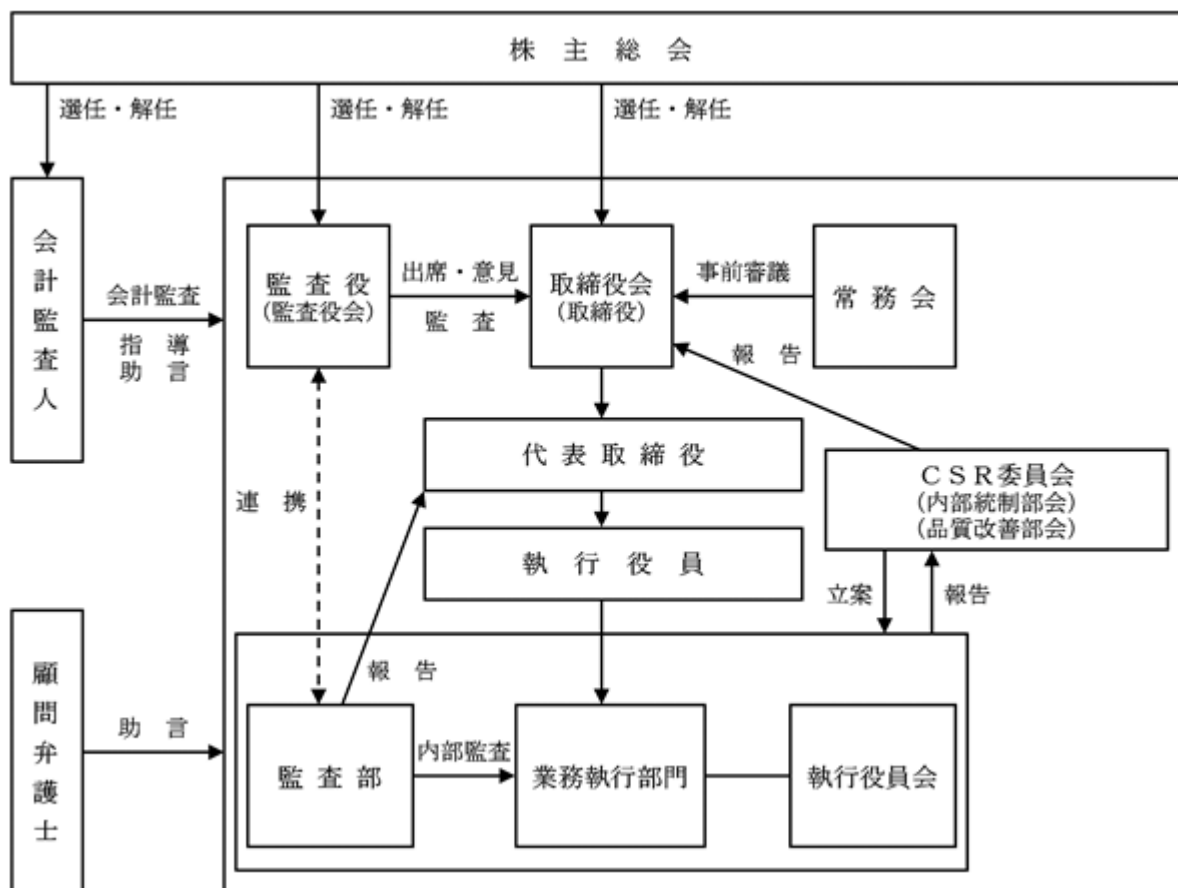 株主総会
選任・解任
選任・解任
選任・解任
会計監査人
会計監査
指導
助言
監査役
(監査役会)
出席・意見
監査
取締役会
(取締役)
事前審議
常務会
報告
代表取締役
CSR委員会
(内部統制部会)
(品質改善部会)
連携
執行役員
立案
報告
顧問弁護士
助言
報告
監査部
内部監査
業務執行部門
執行役員会